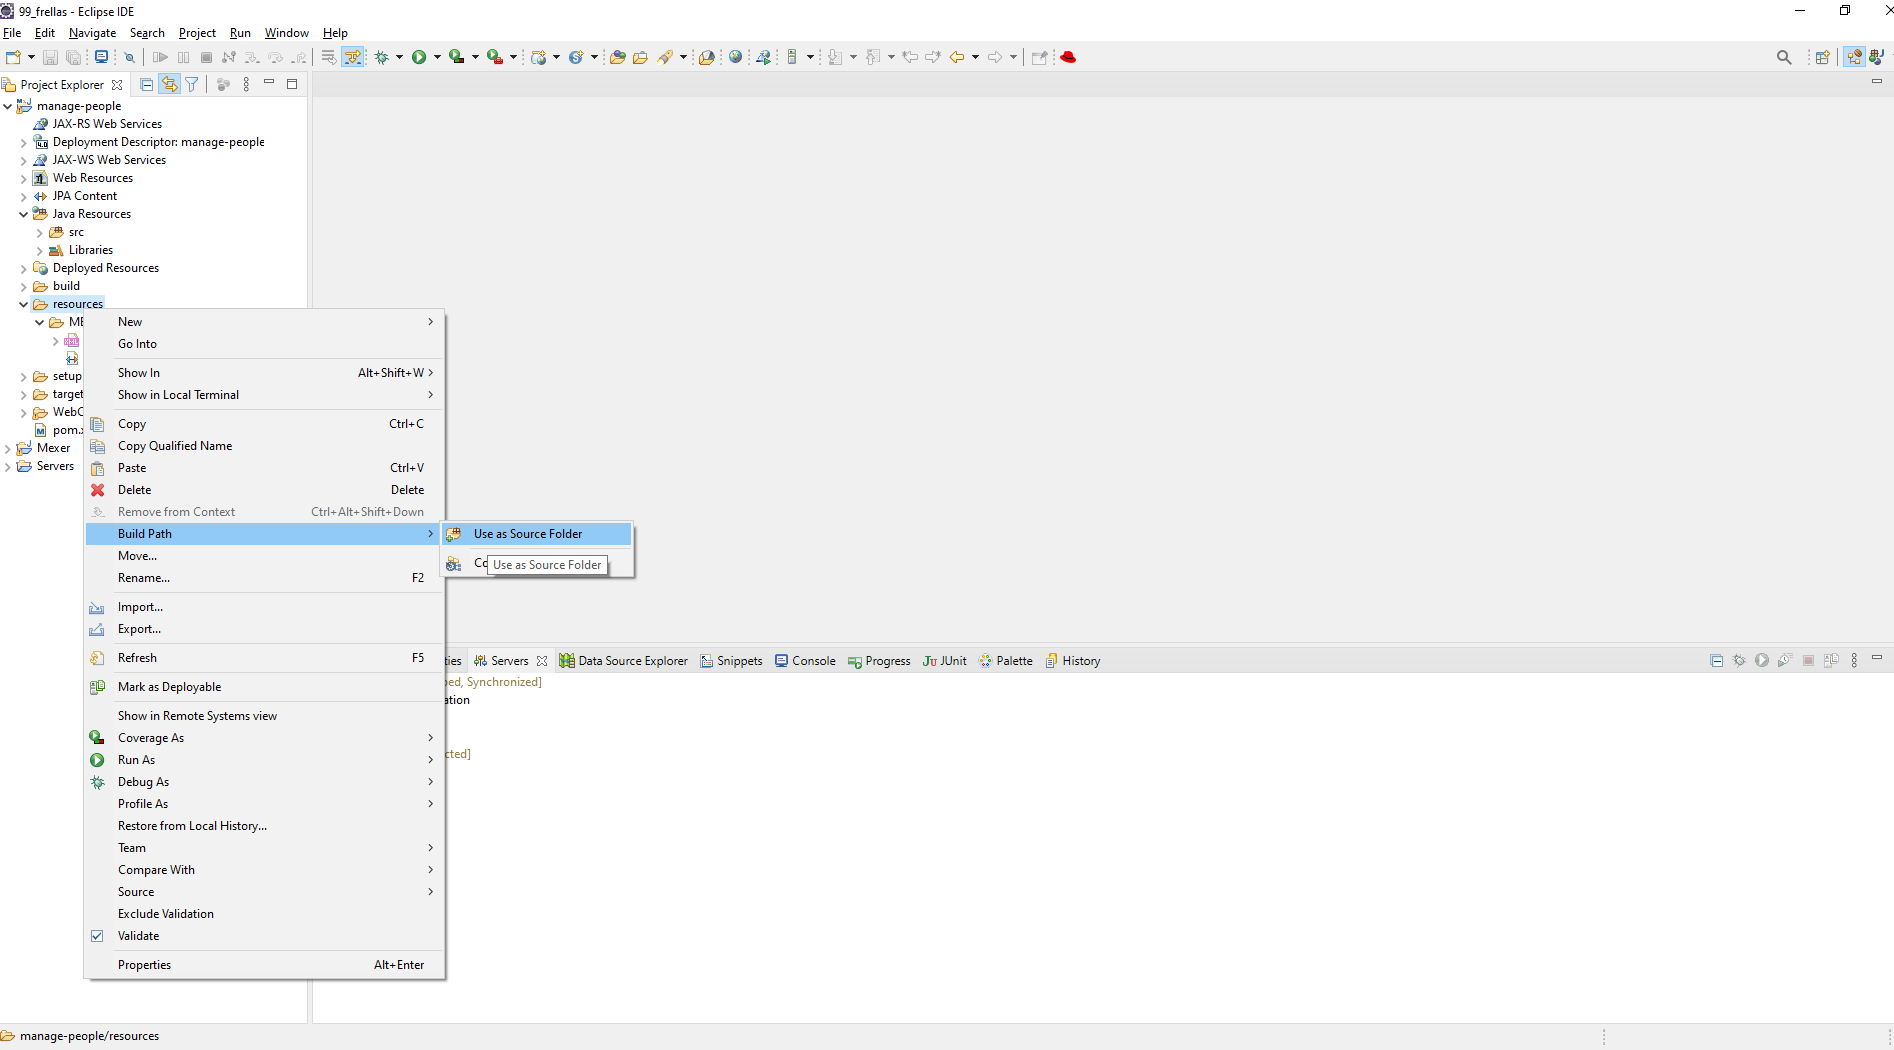 99_frellas - Eclipse IDE
File Edit Navigate Search Project Run Window Help
Project Explorer
manage-people
JAX-RS Web Services
Deployment Descriptor: manage-people
JAX-WS Web Services
Web Resources
JPA Content
Java Resources
src
Libraries
Deployed Resources
build
resources
ME
setup
target
WebC
pom.x
Mexer
Servers
New
Go Into
Show In Alt+Shift+W
Show in Local Terminal
Copy Ctrl+C
Copy Qualified Name
Paste Ctrl+V
Delete Delete
Remove from Context Ctrl+Alt+Shift+Down
Build Path
Move...
Rename... F2
Import...
Export...
Refresh F5
Mark as Deployable
Show in Remote Systems view
Coverage As
Run As
Debug As
Profile As
Restore from Local History...
Team
Compare With
Source
Exclude Validation
Validate
Properties Alt+Enter
Use as Source Folder
Co
Use as Source Folder
ties Servers Data Source Explorer Snippets Console Progress JUnit Palette History
ed, Synchronized]
ation
cted]
manage-people/resources